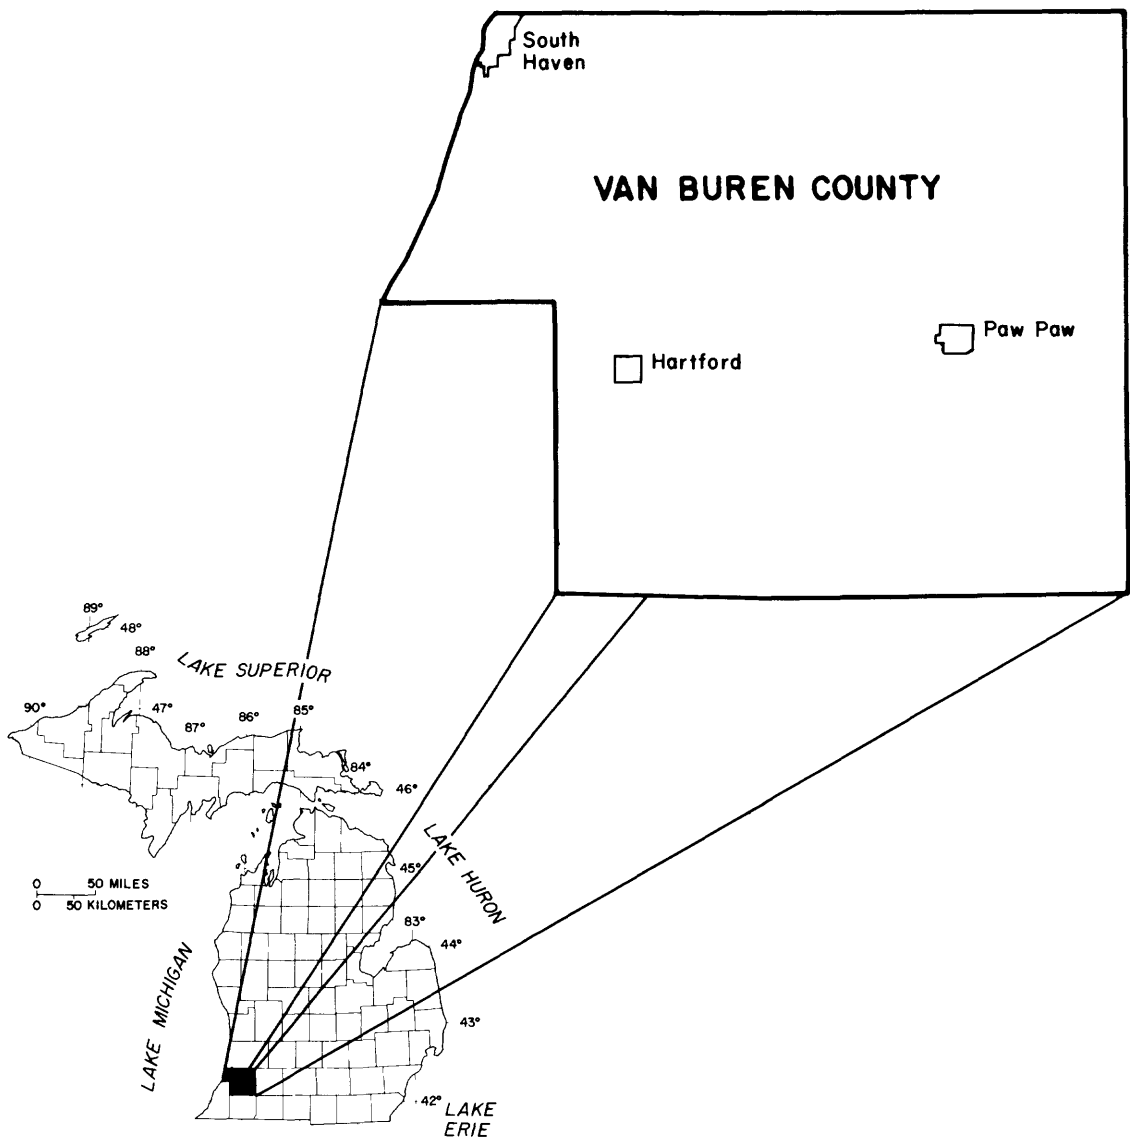 South
Haven
VAN BUREN COUNTY
Paw Paw
Hartford
89°
48°
88°
LAKE SUPERIOR
90°
47°
87°
86°
85°
84°
46°
LAKE HURON
45°
0 50 MILES
0 50 KILOMETERS
83°
44°
LAKE MICHIGAN
43°
42°
LAKE
ERIE